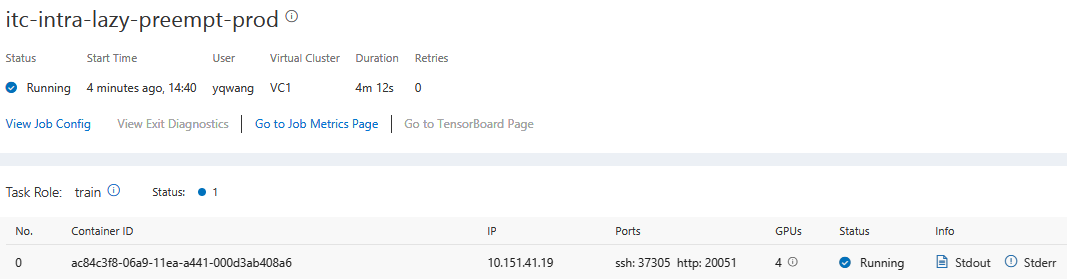 itc-intra-lazy-preempt-prod
Status Start Time User Virtual Cluster Duration Retries
Running 4 minutes ago, 14:40 yqwang VC1 4m 12s 0
View Job Config View Exit Diagnostics Go to Job Metrics Page Go to TensorBoard Page
Task Role: train Status: 1
No. Container ID IP Ports GPUs Status Info
0 ac84c3f8-06a9-11ea-a441-000d3ab408a6 10.151.41.19 ssh: 37305 http: 20051 4 Running Stdout Stderr